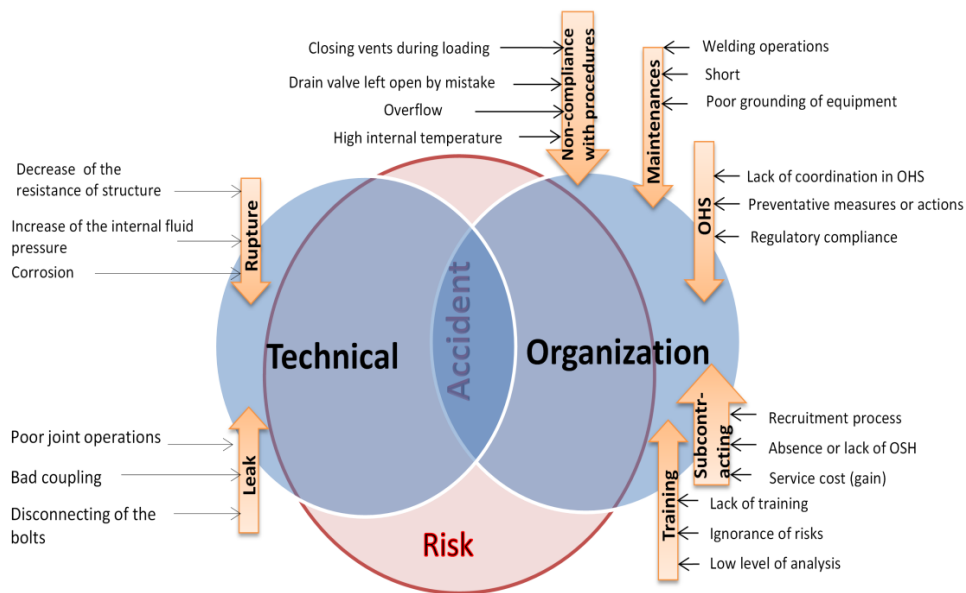 Closing vents during loading
Drain valve left open by mistake
Overflow
High internal temperature
Non-compliance
with procedures
Welding operations
Short
Poor grounding of equipment
Maintenances
Lack of coordination in OHS
Preventative measures or actions
Regulatory compliance
OHS
Decrease of the
resistance of structure
Increase of the internal fluid
pressure
Corrosion
Rupture
Technical
Accident
Organization
Poor joint operations
Bad coupling
Disconnecting of the
bolts
Leak
Risk
Recruitment process
Absence or lack of OSH
Service cost (gain)
Subcontr-
acting
Lack of training
Ignorance of risks
Low level of analysis
Training